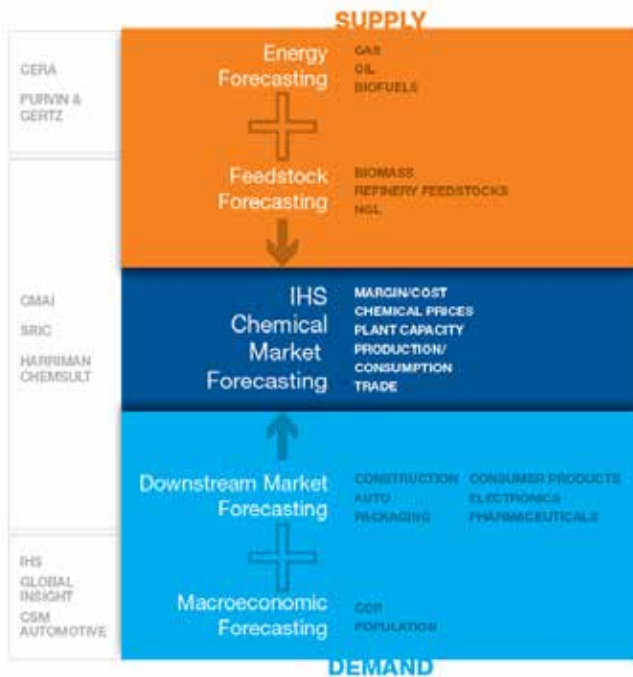 SUPPLY
CERA
PURVIN &
GERTZ
Energy
Forecasting
GAS
OIL
BIOFUELS
Feedstock
Forecasting
BIOMASS
REFINERY FEEDSTOCKS
NGL
CMAI
SRIC
HARRIMAN
CHEMSULT
IHS
Chemical
Market
Forecasting
MARGIN/COST
CHEMICAL PRICES
PLANT CAPACITY
PRODUCTION/
CONSUMPTION
TRADE
Downstream Market
Forecasting
CONSTRUCTION CONSUMER PRODUCTS
AUTO ELECTRONICS
PACKAGING PHARMACEUTICALS
IHS
GLOBAL
INSIGHT
CSM
AUTOMOTIVE
Macroeconomic
Forecasting
GDP
POPULATION
DEMAND